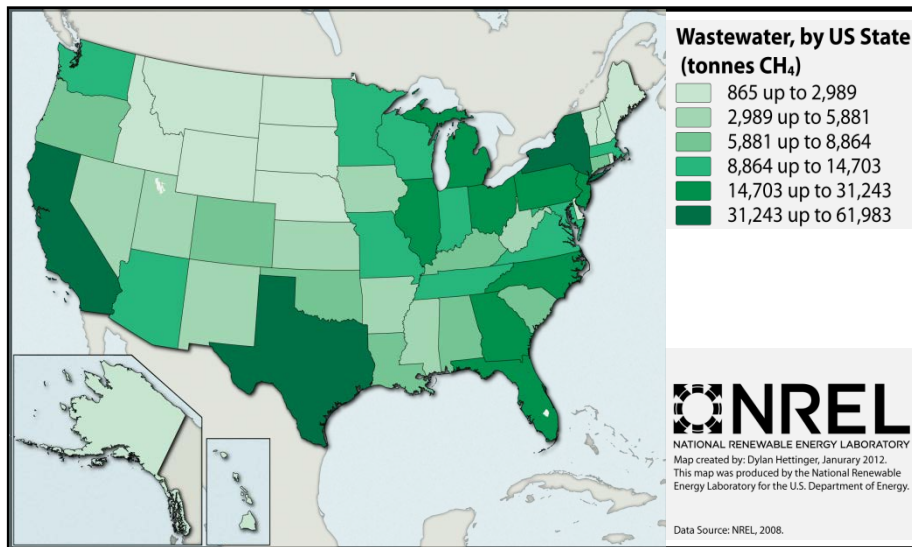 Wastewater, by US State
(tonnes CH₄)
865 up to 2,989
2,989 up to 5,881
5,881 up to 8,864
8,864 up to 14,703
14,703 up to 31,243
31,243 up to 61,983
NREL
NATIONAL RENEWABLE ENERGY LABORATORY
Map created by: Dylan Hettinger, Janurary 2012.
This map was produced by the National Renewable
Energy Laboratory for the U.S. Department of Energy.
Data Source: NREL, 2008.